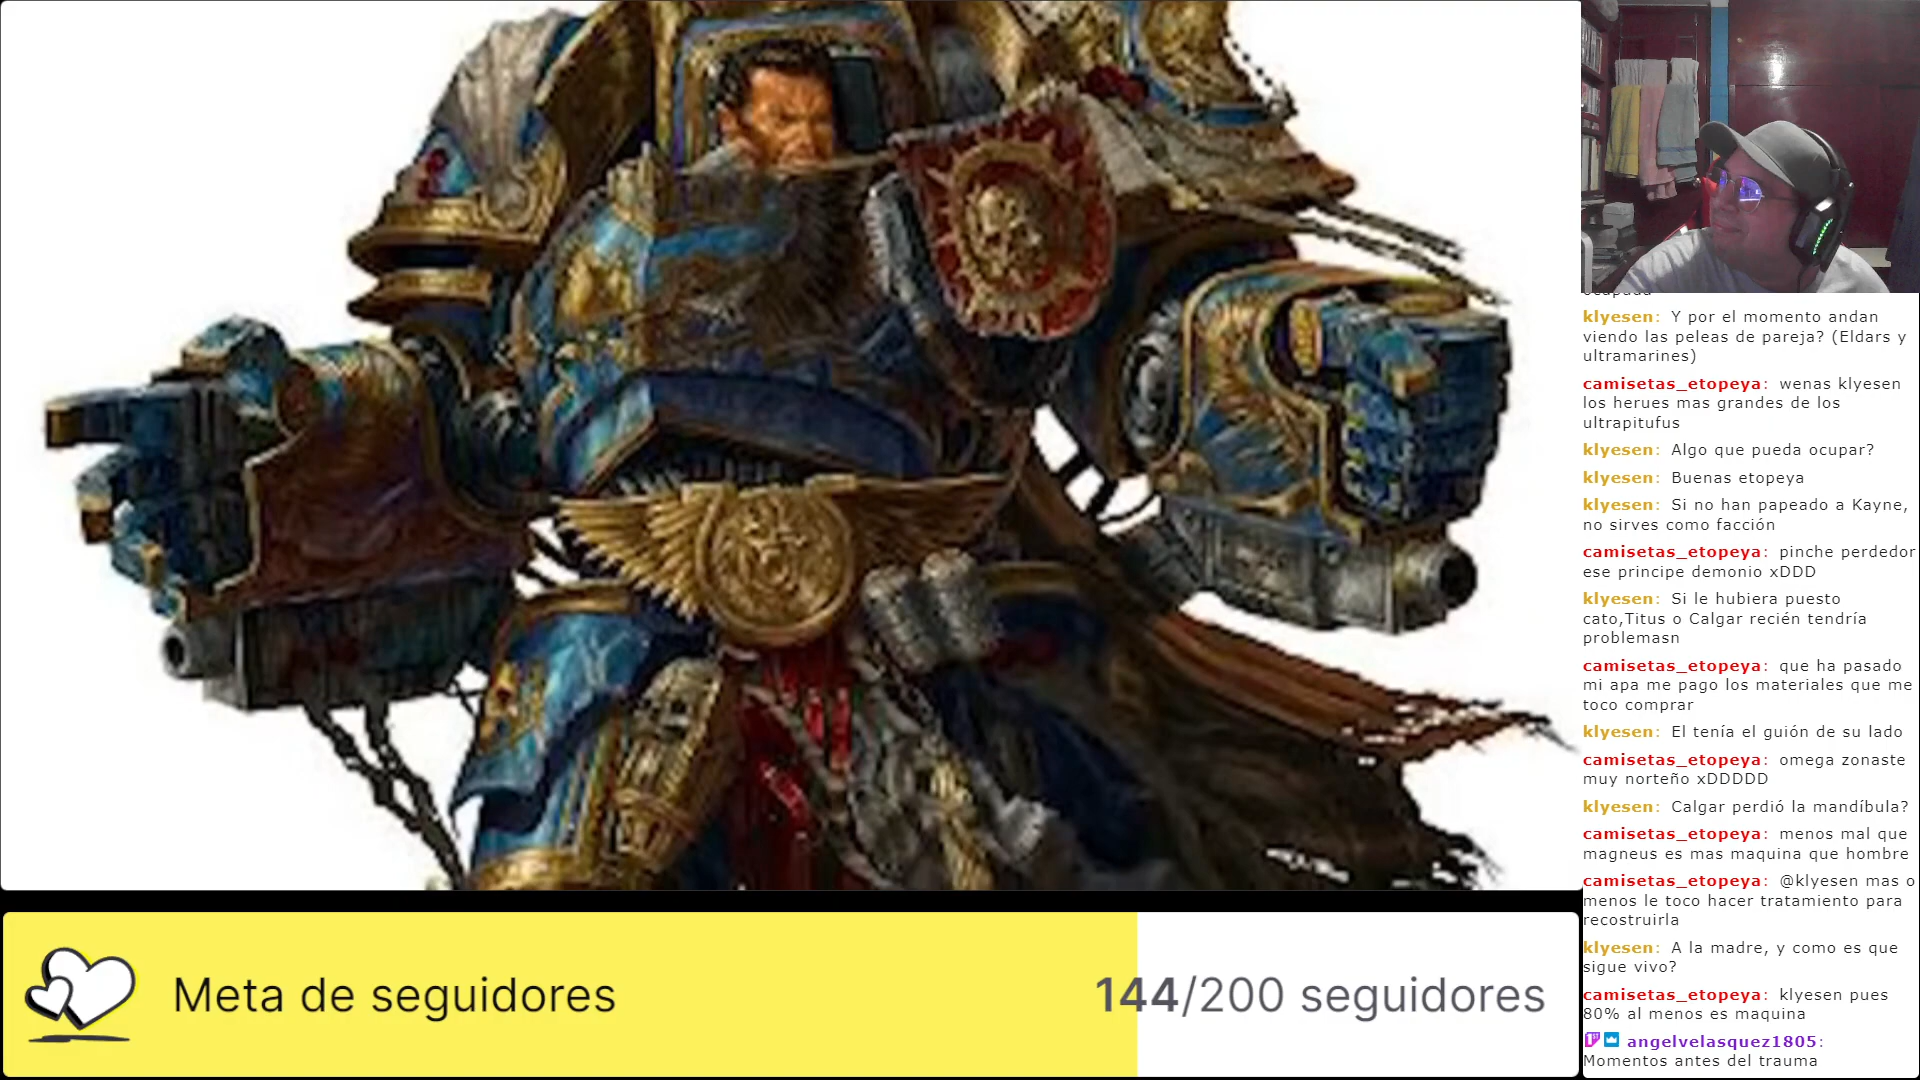 klyesen: Y por el momento andan
viendo las peleas de pareja? (Eldars y
ultramarines)
camisetas_etopeya: wenas klyesen
los herues mas grandes de los
ultrapitufus
klyesen: Algo que pueda ocupar?
klyesen: Buenas etopeya
klyesen: Si no han papeado a Kayne,
no sirves como facción
camisetas_etopeya: pinche perdedor
ese principe demonio xDDD
klyesen: Si le hubiera puesto
cato,Titus o Calgar recién tendría
problemasn
camisetas_etopeya: que ha pasado
mi apa me pago los materiales que me
toco comprar
klyesen: El tenía el guión de su lado
camisetas_etopeya: omega zonaste
muy norteño xDDDDD
klyesen: Calgar perdió la mandíbula?
camisetas_etopeya: menos mal que
magneus es mas maquina que hombre
camisetas_etopeya: @klyesen mas o
menos le toco hacer tratamiento para
recostruirla
klyesen: A la madre, y como es que
sigue vivo?
camisetas_etopeya: klyesen pues
80% al menos es maquina
angelvelasquez1805:
Momentos antes del trauma
Meta de seguidores
144/200 seguidores